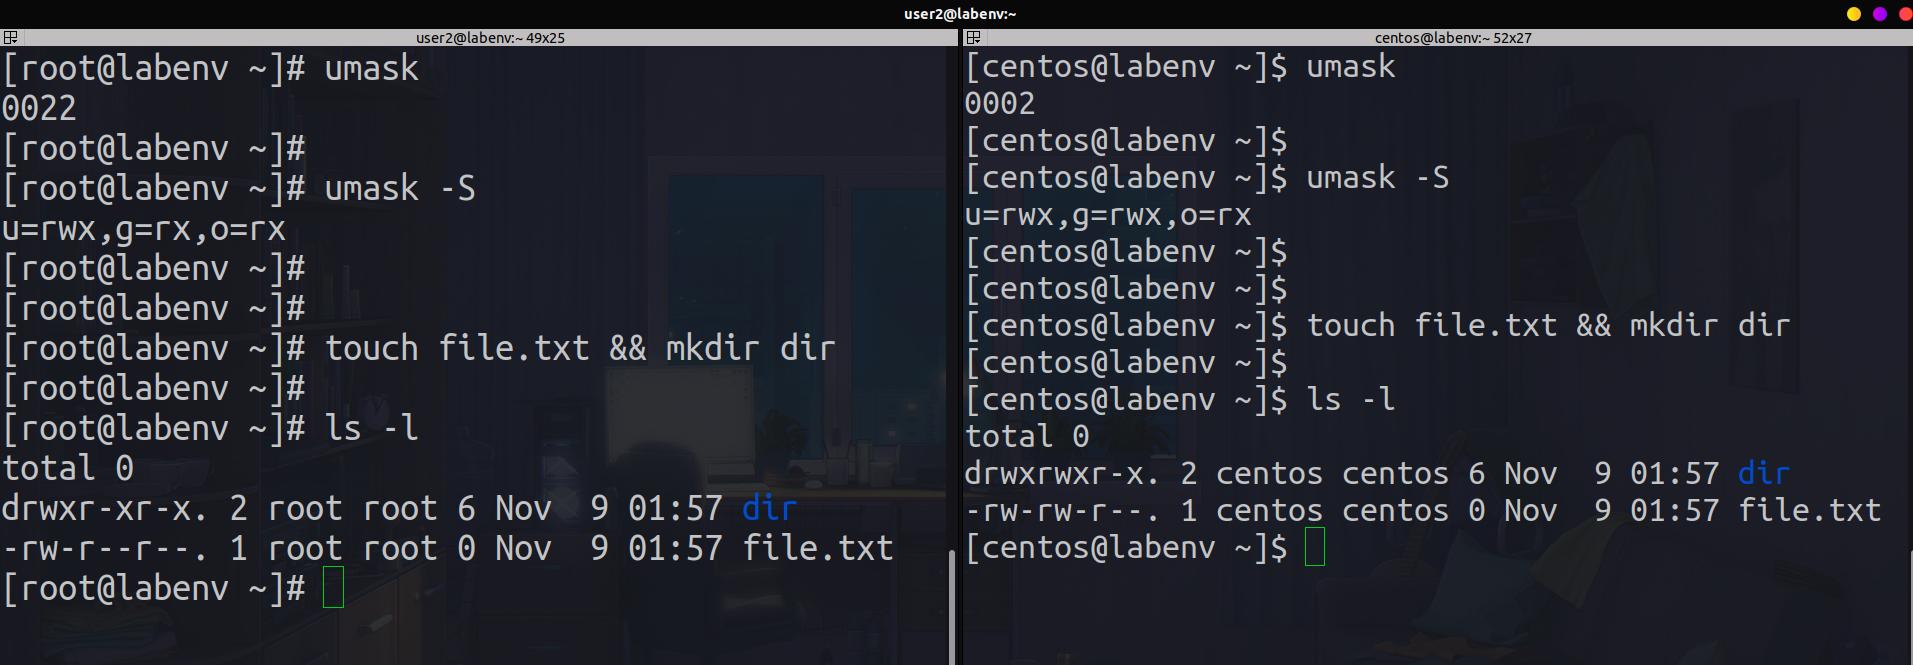 user2@labenv:~
user2@labenv:~ 49x25
[root@labenv ~]# umask
0022
[root@labenv ~]#
[root@labenv ~]# umask -S
u=rwx,g=rx,o=rx
[root@labenv ~]#
[root@labenv ~]#
[root@labenv ~]# touch file.txt && mkdir dir
[root@labenv ~]#
[root@labenv ~]# ls -l
total 0
drwxr-xr-x. 2 root root 6 Nov  9 01:57 dir
-rw-r--r--. 1 root root 0 Nov  9 01:57 file.txt
[root@labenv ~]#
centos@labenv:~ 52x27
[centos@labenv ~]$ umask
0002
[centos@labenv ~]$
[centos@labenv ~]$ umask -S
u=rwx,g=rwx,o=rx
[centos@labenv ~]$
[centos@labenv ~]$
[centos@labenv ~]$ touch file.txt && mkdir dir
[centos@labenv ~]$
[centos@labenv ~]$ ls -l
total 0
drwxrwxr-x. 2 centos centos 6 Nov  9 01:57 dir
-rw-rw-r--. 1 centos centos 0 Nov  9 01:57 file.txt
[centos@labenv ~]$